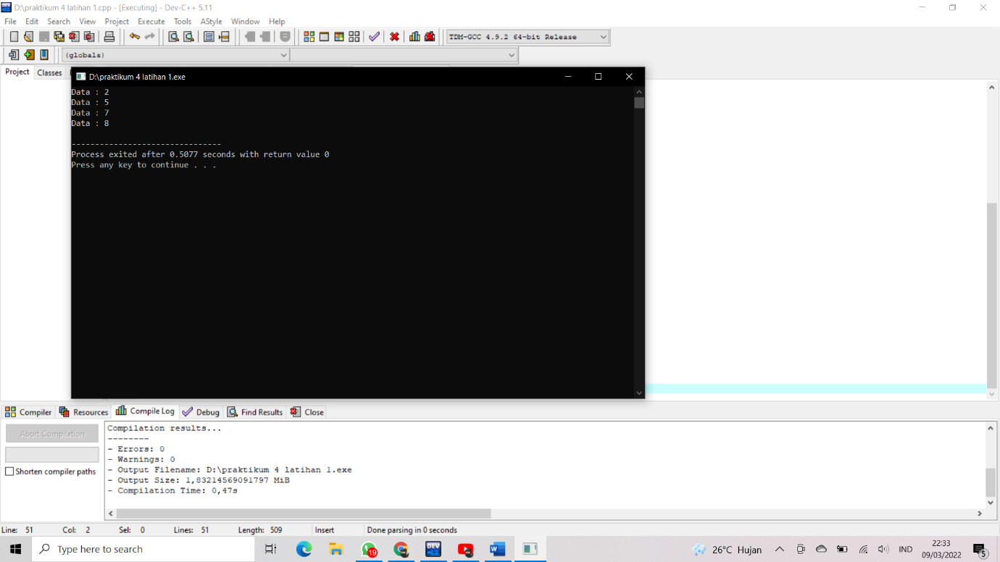 D:\praktikum 4 latihan 1.cpp - [Executing] - Dev-C++ 5.11
File Edit Search View Project Execute Tools AStyle Window Help
TDM-GCC 4.9.2 64-bit Release
(globals)
Project Classes
D:\praktikum 4 latihan 1.exe
Data : 2
Data : 5
Data : 7
Data : 8
--------------------------------
Process exited after 0.5077 seconds with return value 0
Press any key to continue . . .
Compiler Resources Compile Log Debug Find Results Close
Abort Compilation
Shorten compiler paths
Compilation results...
--------
- Errors: 0
- Warnings: 0
- Output Filename: D:\praktikum 4 latihan 1.exe
- Output Size: 1,83214569091797 MiB
- Compilation Time: 0,47s
Line: 51 Col: 2 Sel: 0 Lines: 51 Length: 509 Insert Done parsing in 0 seconds
Type here to search
DEV
19
26°C Hujan
IND
22:33
09/03/2022
5